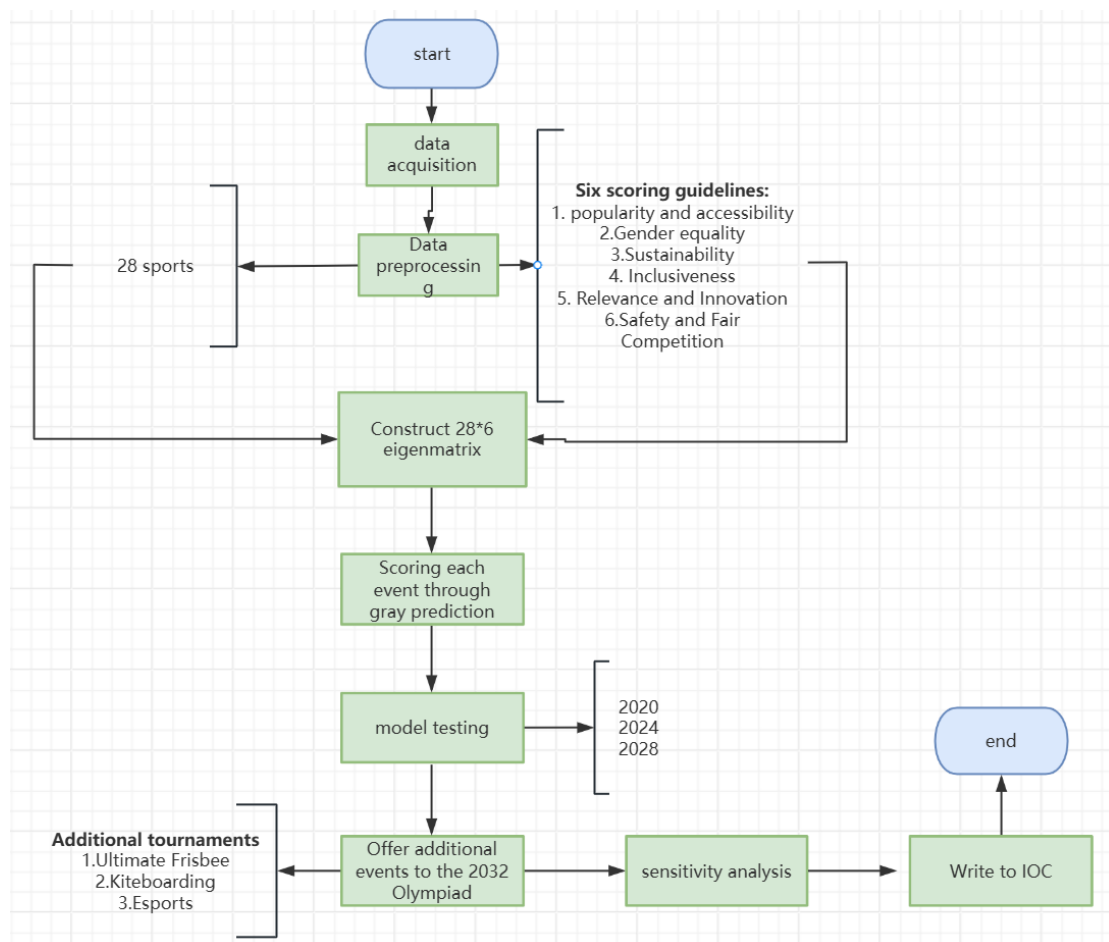 start
data
acquisition
Data
preprocessin
g
28 sports
Six scoring guidelines:
1. popularity and accessibility
2.Gender equality
3.Sustainability
4. Inclusiveness
5. Relevance and Innovation
6.Safety and Fair
Competition
Construct 28*6
eigenmatrix
Scoring each
event through
gray prediction
model testing
2020
2024
2028
end
Additional tournaments
1.Ultimate Frisbee
2.Kiteboarding
3.Esports
Offer additional
events to the 2032
Olympiad
sensitivity analysis
Write to IOC